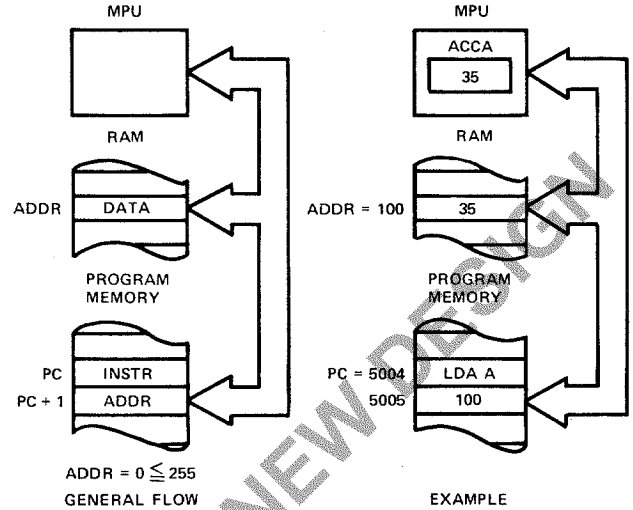 MPU
RAM
ADDR
DATA
PROGRAM
MEMORY
PC
INSTR
PC + 1
ADDR
ADDR = 0 ≦ 255
GENERAL FLOW
MPU
ACCA
35
RAM
ADDR = 100
35
PROGRAM
MEMORY
PC = 5004
LDA A
5005
100
EXAMPLE
NEW DESIGN